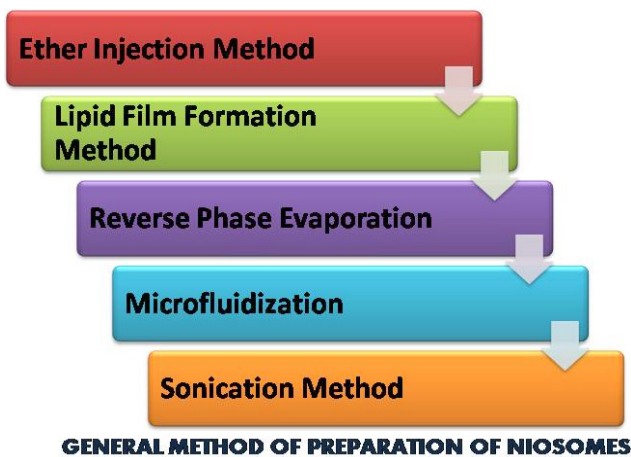 Ether Injection Method
Lipid Film Formation
Method
Reverse Phase Evaporation
Microfluidization
Sonication Method
GENERAL METHOD OF PREPARATION OF NIOSOMES